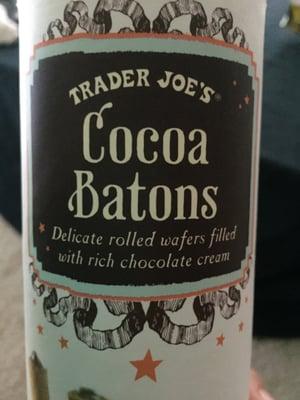 TRADER JOE'S
Cocoa
Batons
Delicate rolled wafers filled
with rich chocolate cream